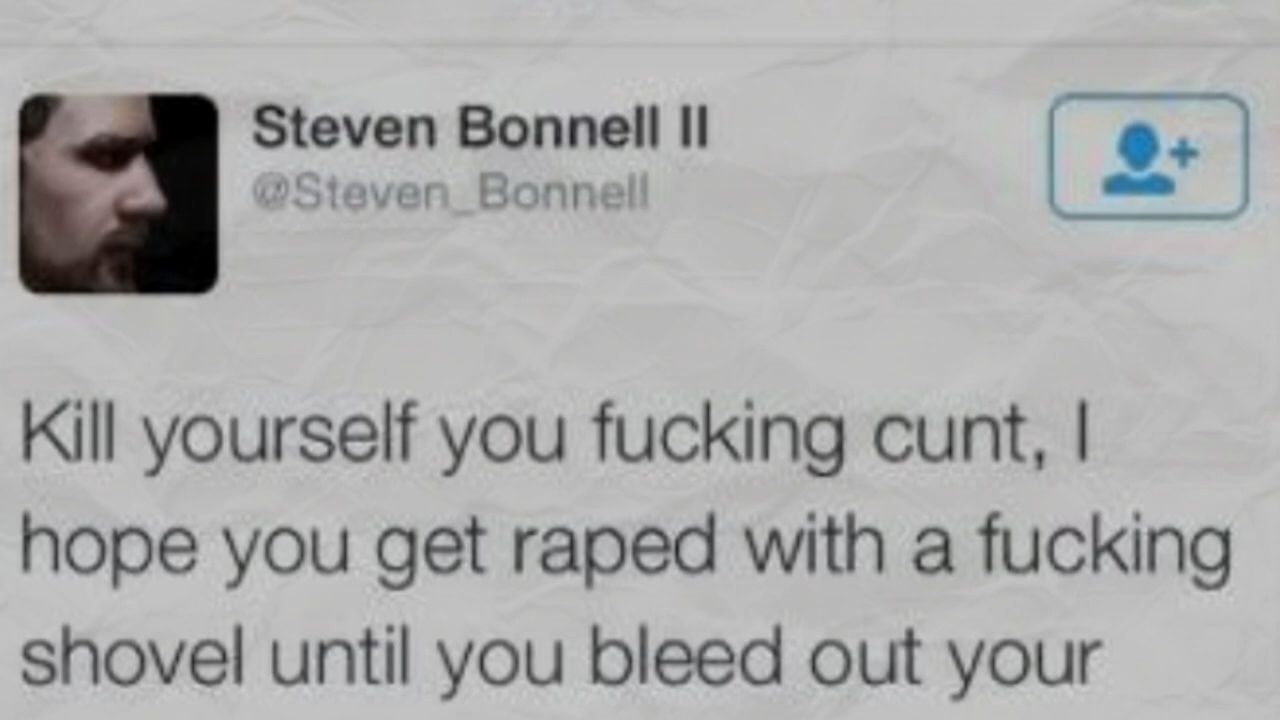 Steven Bonnell II
@Steven_Bonnell
Kill yourself you fucking cunt, I
hope you get raped with a fucking
shovel until you bleed out your